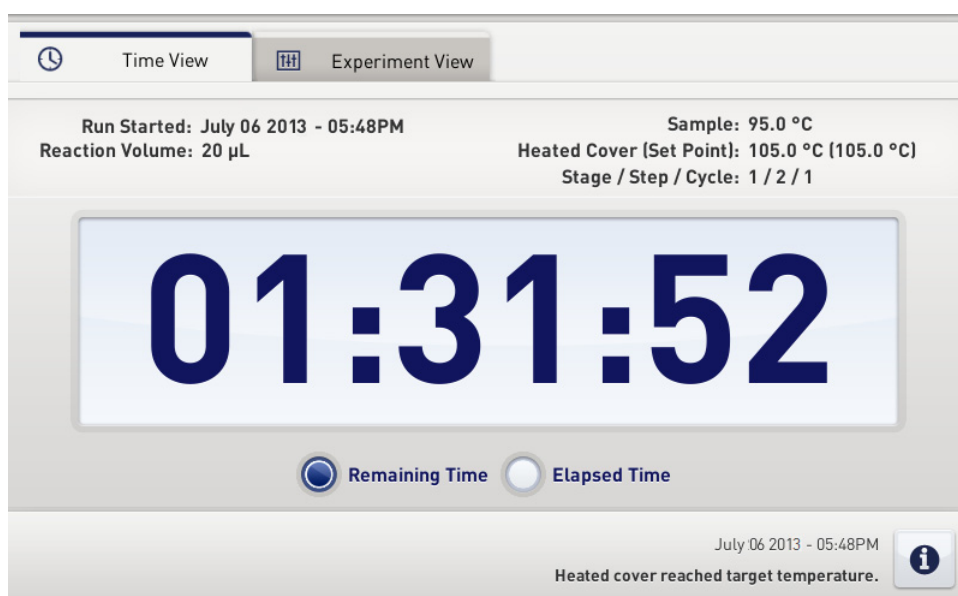 Time View
Experiment View
Run Started: July 06 2013 - 05:48PM
Reaction Volume: 20 µL
Sample: 95.0 °C
Heated Cover (Set Point): 105.0 °C (105.0 °C)
Stage / Step / Cycle: 1 / 2 / 1
01:31:52
Remaining Time
Elapsed Time
July 06 2013 - 05:48PM
Heated cover reached target temperature.